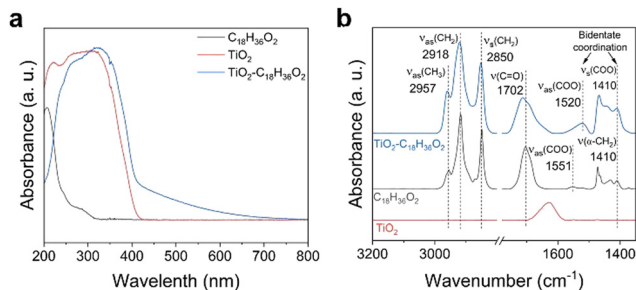 a
C18H36O2
TiO2
TiO2-C18H36O2
Absorbance (a. u.)
200 300 400 500 600 700 800
Wavelenth (nm)
b
νas(CH2)
2918
νs(CH2)
2850
Bidentate
coordination
νas(CH3)
2957
ν(C=O)
1702
νas(COO)
1520
νs(COO)
1410
TiO2-C18H36O2
νas(COO)
1551
ν(α-CH2)
1410
C18H36O2
TiO2
Absorbance (a. u.)
3200 3000 2800 1600 1400
Wavenumber (cm-1)